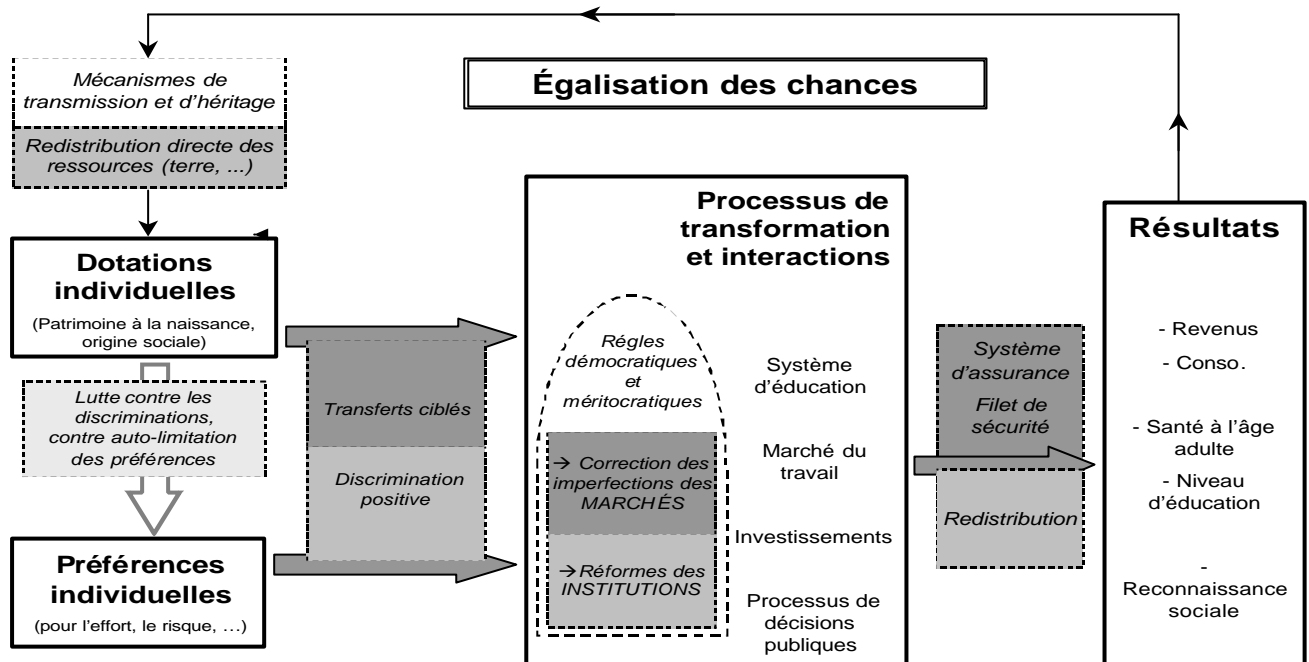 Égalisation des chances
Mécanismes de
transmission et d’héritage
Redistribution directe des
ressources (terre, ...)
Dotations
individuelles
(Patrimoine à la naissance,
origine sociale)
Lutte contre les
discriminations,
contre auto-limitation
des préférences
Préférences
individuelles
(pour l’effort, le risque, …)
Transferts ciblés
Discrimination
positive
Processus de
transformation
et interactions
Régles
démocratiques
et
méritocratiques
→ Correction des
imperfections des
MARCHÉS
→ Réformes des
INSTITUTIONS
Système
d’éducation
Marché du
travail
Investissements
Processus de
décisions
publiques
Système
d’assurance
Filet de
sécurité
Redistribution
Résultats
- Revenus
- Conso.
- Santé à l’âge
adulte
- Niveau
d’éducation
-
Reconnaissance
sociale